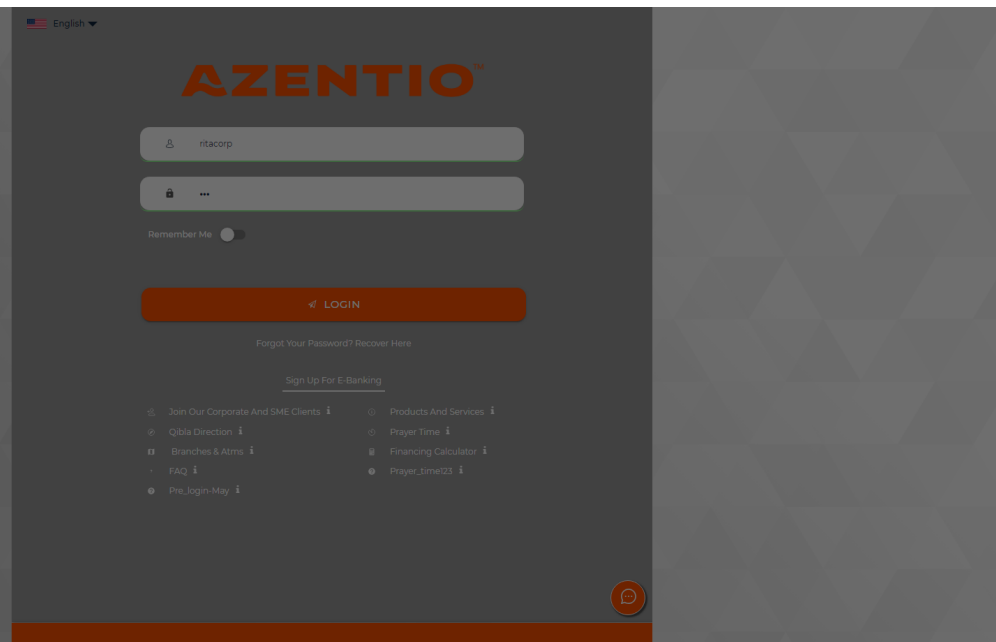 English
AZENTIO™
ritacorp
•••
Remember Me
LOGIN
Forgot Your Password? Recover Here
Sign Up For E-Banking
Join Our Corporate And SME Clients i
Products And Services i
Qibla Direction i
Prayer Time i
Branches & Atms i
Financing Calculator i
FAQ i
Prayer_time123 i
Pre_login-May i